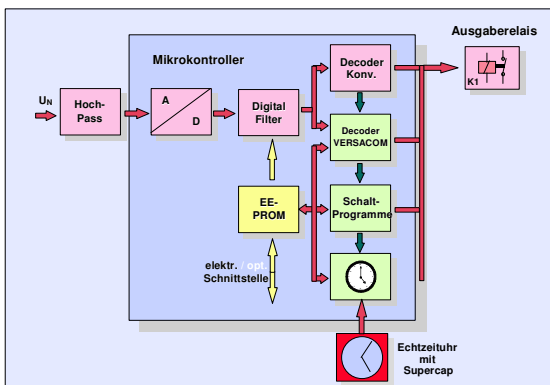 Ausgaberelais
Mikrokontroller
K1
UN
Hoch-
Pass
A
D
Digital
Filter
Decoder
Konv.
Decoder
VERSACOM
EE-
PROM
Schalt-
Programme
elektr. / opt.
Schnittstelle
Echtzeituhr
mit
Supercap